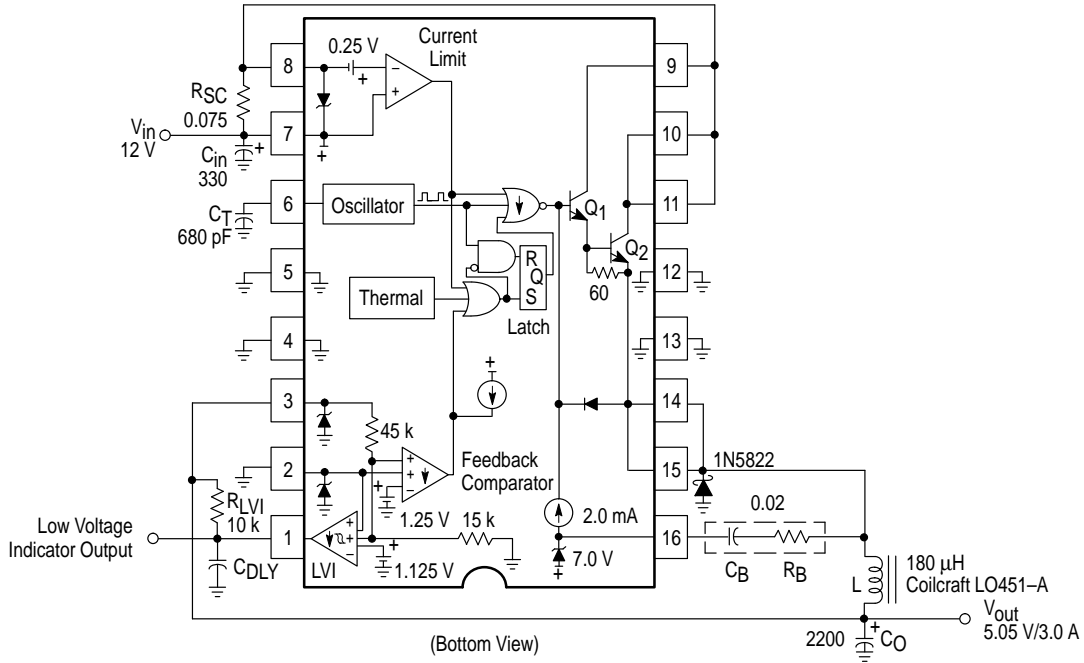 Current
Limit
0.25 V
+
–
+
8
9
RSC
0.075
Vin
12 V
7
+
10
Cin
330
+
6
Oscillator
11
CT
680 pF
Q1
Q2
R
Q
S
5
12
60
Thermal
Latch
4
13
+
3
14
45 k
2
+
+
–
+
Feedback
Comparator
15
1N5822
RLVI
10 k
1.25 V
15 k
2.0 mA
0.02
Low Voltage
Indicator Output
1
+
+
–
+
16
CDLY
LVI
1.125 V
7.0 V
+
CB
RB
L
180 µH
Coilcraft LO451–A
Vout
5.05 V/3.0 A
(Bottom View)
2200
+
CO